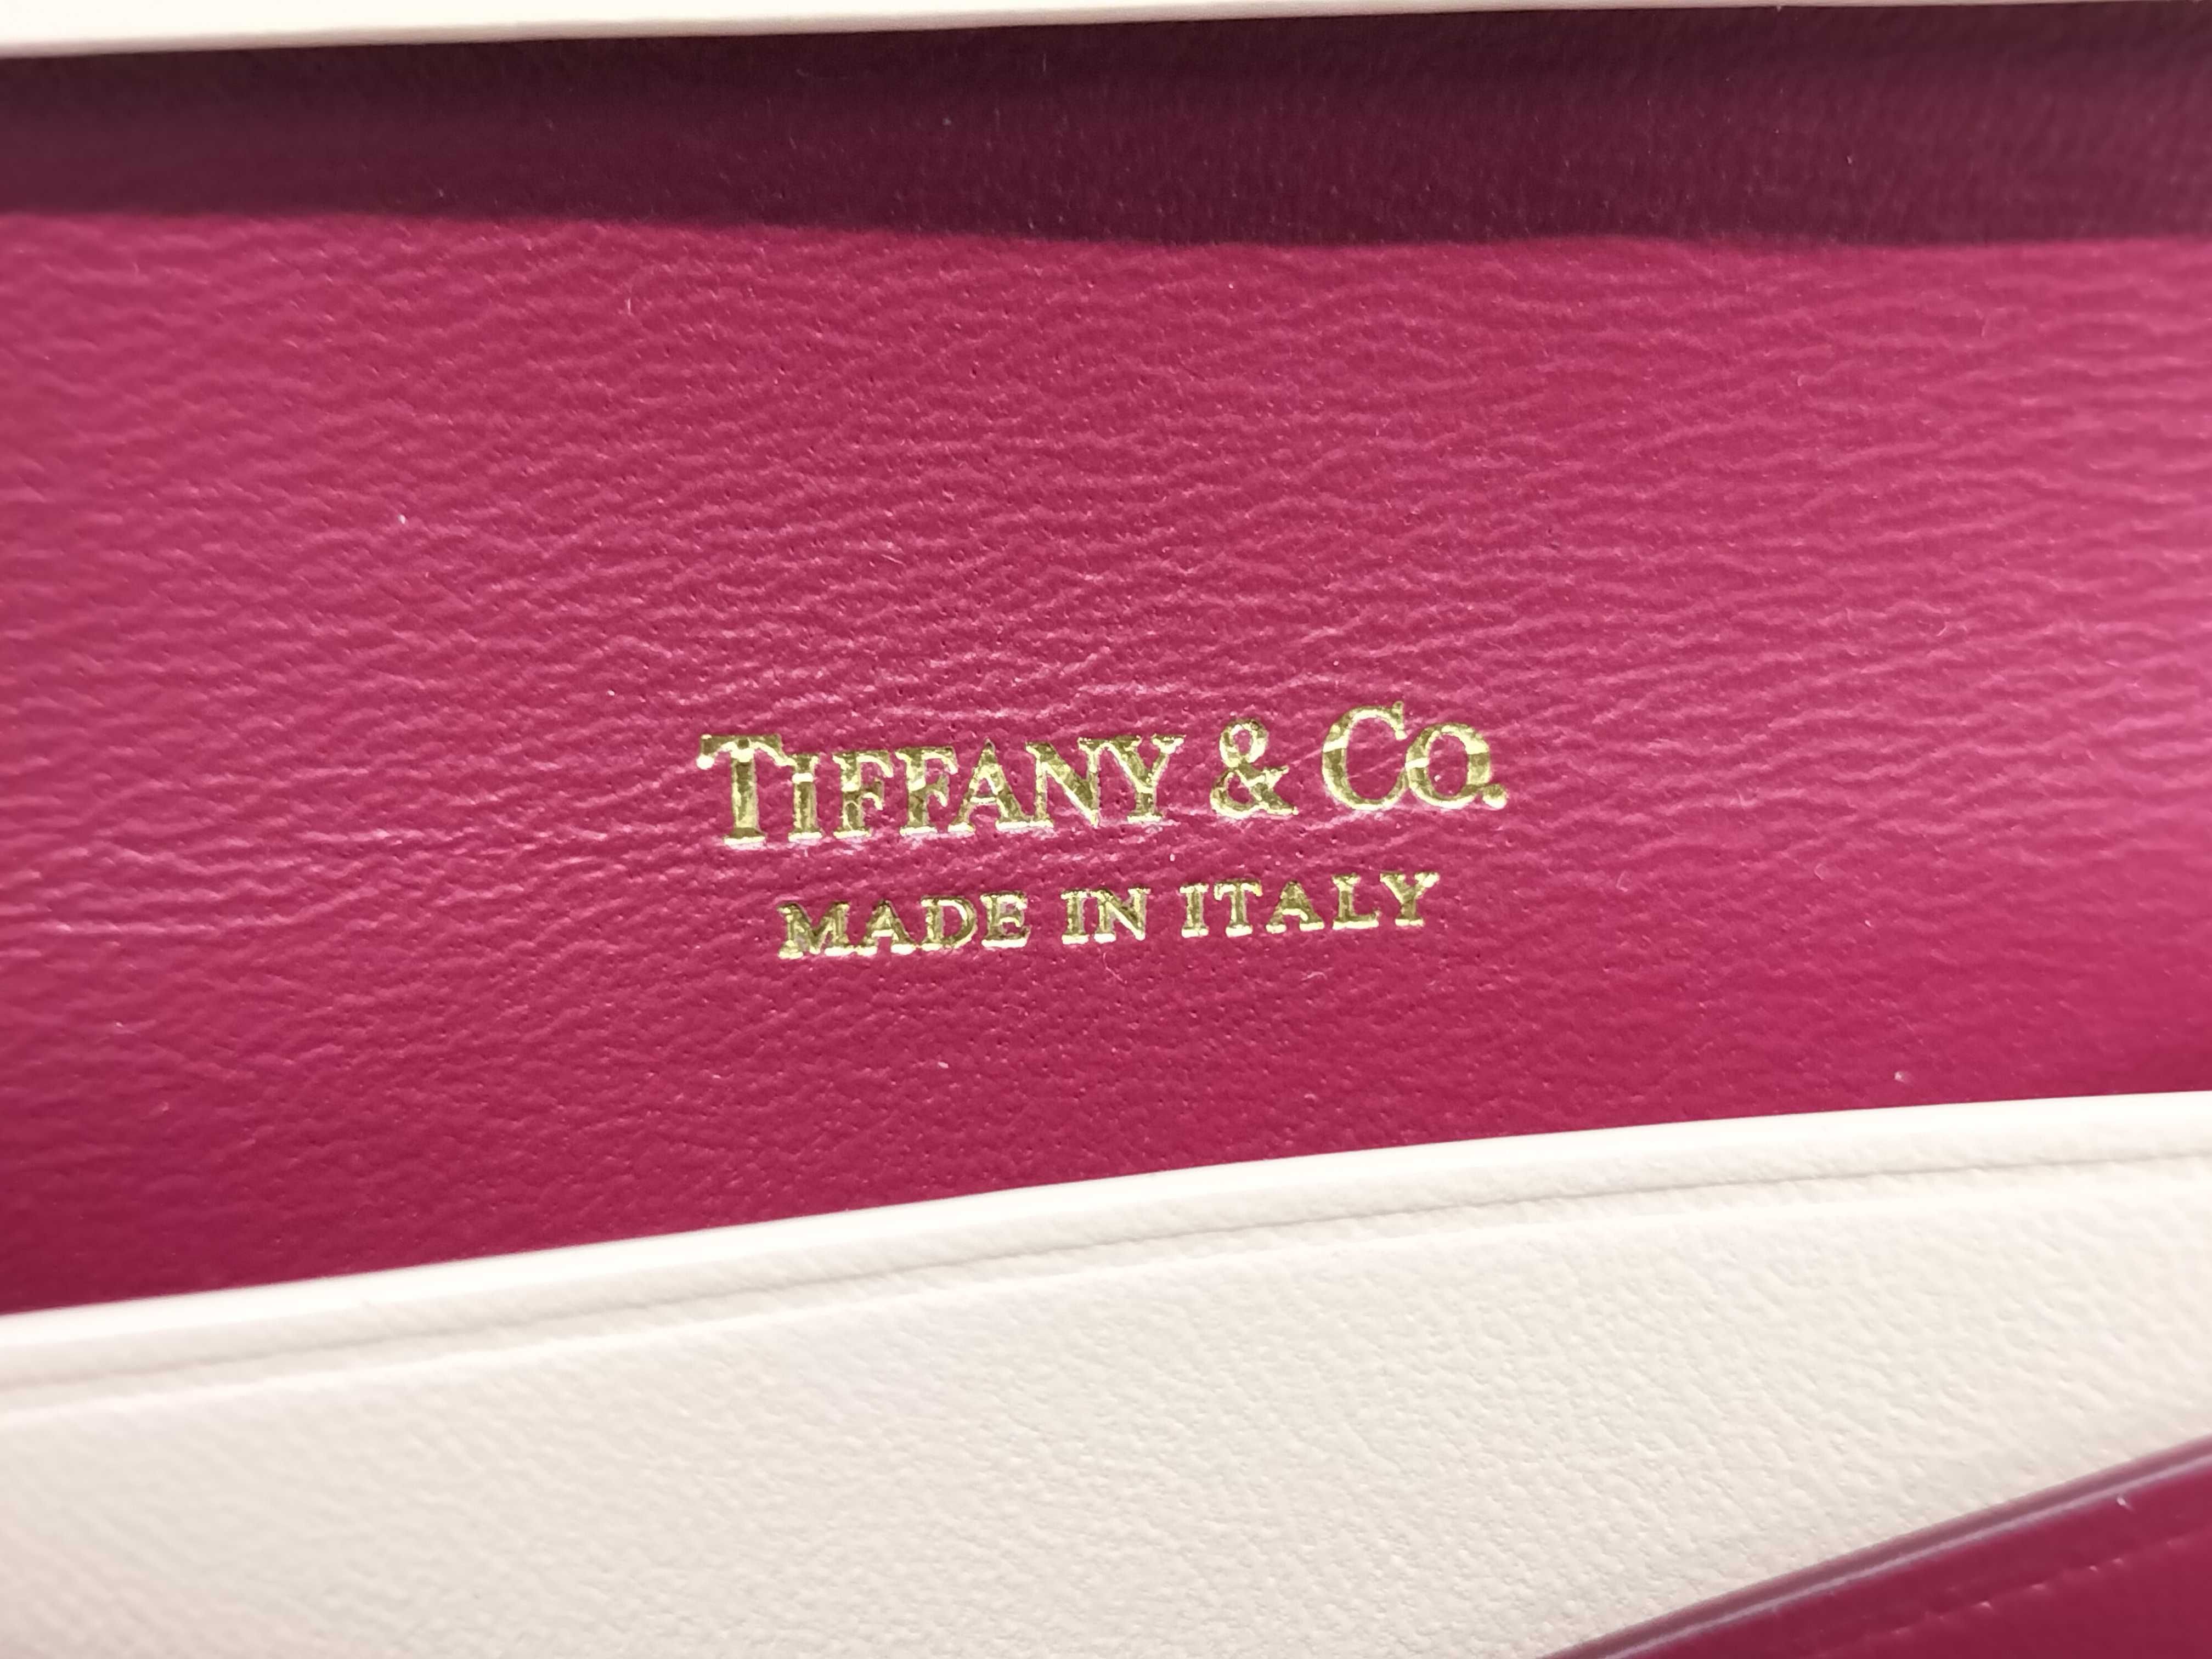 TIFFANY & CO.
MADE IN ITALY